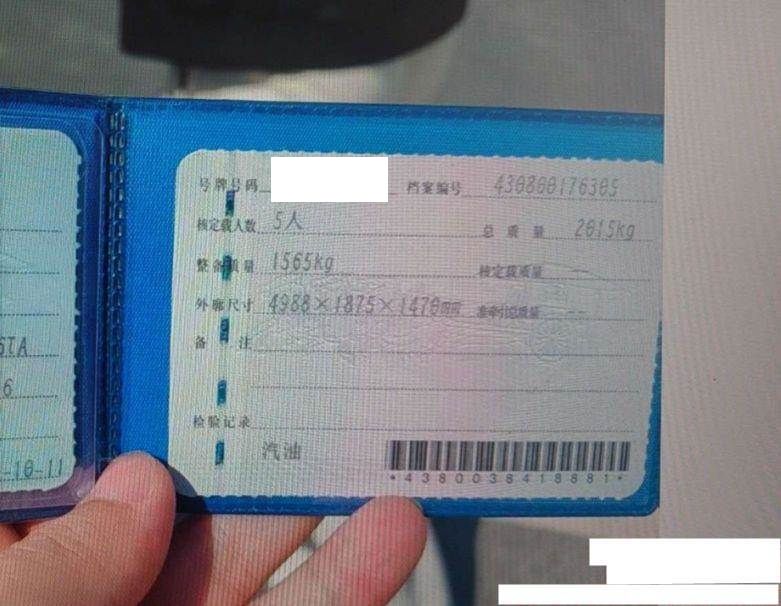 号牌号码 档案编号 430800176305
核定载人数 5人 总质量 2015kg
整备质量 1565kg 核定载质量 --
外廓尺寸 4988×1875×1470mm 准牵引总质量 --
备注
检验记录
汽油
*4380038418881*
5TA
6
-10-11